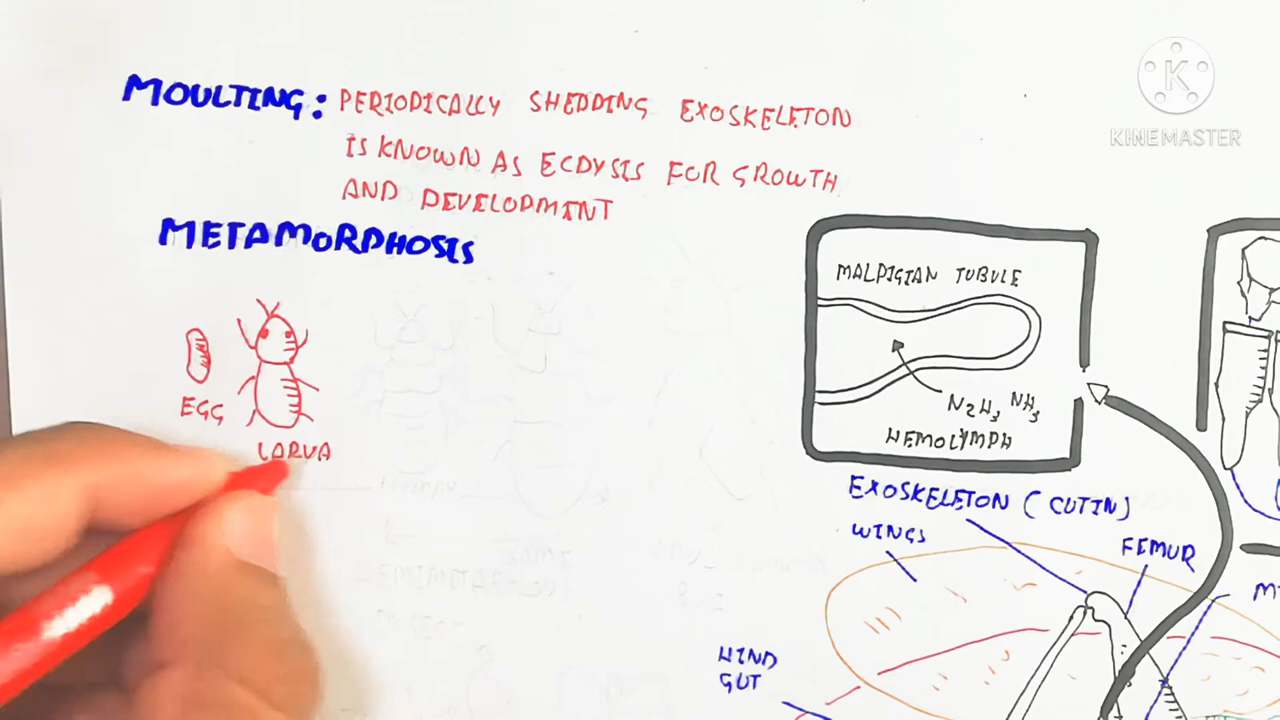 MOULTING: PERIODICALLY SHEDDING EXOSKELETON
IS KNOWN AS ECDYSIS FOR GROWTH
AND DEVELOPMENT
METAMORPHOSIS
EGG
LARVA
MALPIGIAN TUBULE
N2H3 NH3
HEMOLYMPH
EXOSKELETON (CUTIN)
WINGS
FEMUR
HIND
GUT
K
KINEMASTER